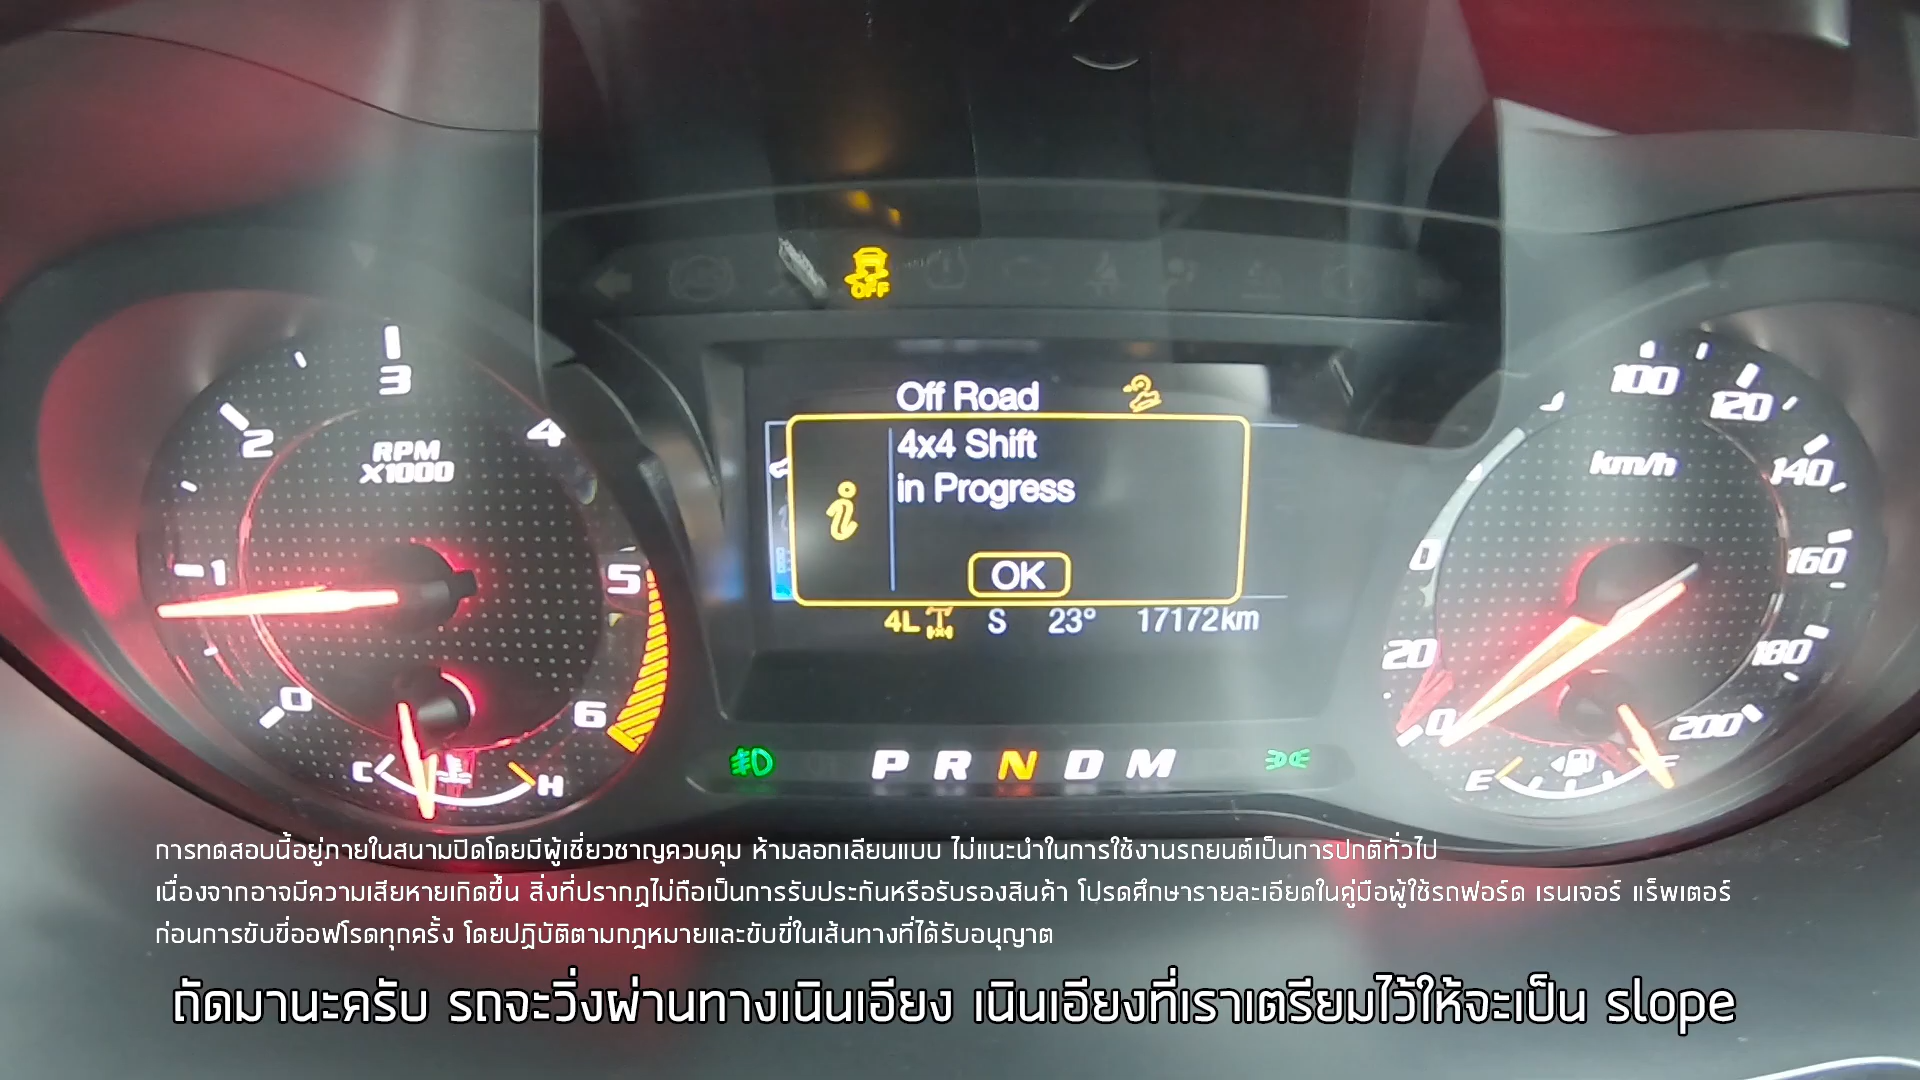 OFF
3
2
4
RPM
X1000
1
5
0
6
C
H
Off Road
4x4 Shift
in Progress
OK
4L S 23° 17172km
P R N D M
100
120
km/h
140
160
180
200
20
0
E
F
การทดสอบนี้อยู่ภายในสนามปิดโดยมีผู้เชี่ยวชาญควบคุม ห้ามลอกเลียนแบบ ไม่แนะนำในการใช้งานรถยนต์เป็นการปกติทั่วไป
เนื่องจากอาจมีความเสียหายเกิดขึ้น สิ่งที่ปรากฏไม่ถือเป็นการรับประกันหรือรับรองสินค้า โปรดศึกษารายละเอียดในคู่มือผู้ใช้รถฟอร์ด เรนเจอร์ แร็พเตอร์
ก่อนการขับขี่ออฟโรดทุกครั้ง โดยปฏิบัติตามกฎหมายและขับขี่ในเส้นทางที่ได้รับอนุญาต
ถัดมานะครับ รถจะวิ่งผ่านทางเนินเอียง เนินเอียงที่เราเตรียมไว้ให้จะเป็น slope